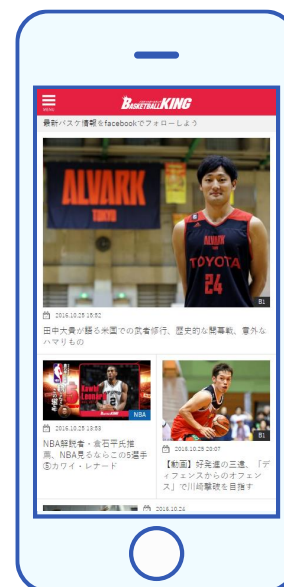 MENU
BASKETBALL KING
最新バスケ情報をfacebookでフォローしよう
ALVARK
TOKYO
ALVARK
TOYOTA
24
B1
2016.10.25 18:52
田中大貴が語る米国での武者修行、歴史的な開幕戦、意外な
ハマりもの
Kawhi
Leonard
2
NBA
B1
2016.10.25 18:53
NBA解説者・倉石平氏推
薦、NBA見るならこの5選手
⑤カワイ・レナード
2016.10.29 20:07
【動画】好発進の三遠、「デ
ィフェンスからのオフェン
ス」で川崎撃破を目指す
2016.10.26